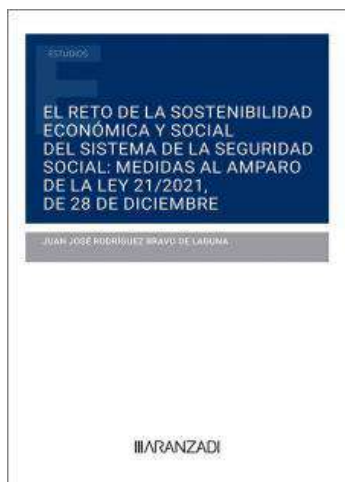 ESTUDIOS
EL RETO DE LA SOSTENIBILIDAD
ECONÓMICA Y SOCIAL
DEL SISTEMA DE LA SEGURIDAD
SOCIAL: MEDIDAS AL AMPARO
DE LA LEY 21/2021,
DE 28 DE DICIEMBRE
JUAN JOSÉ RODRÍGUEZ BRAVO DE LAGUNA
ARANZADI